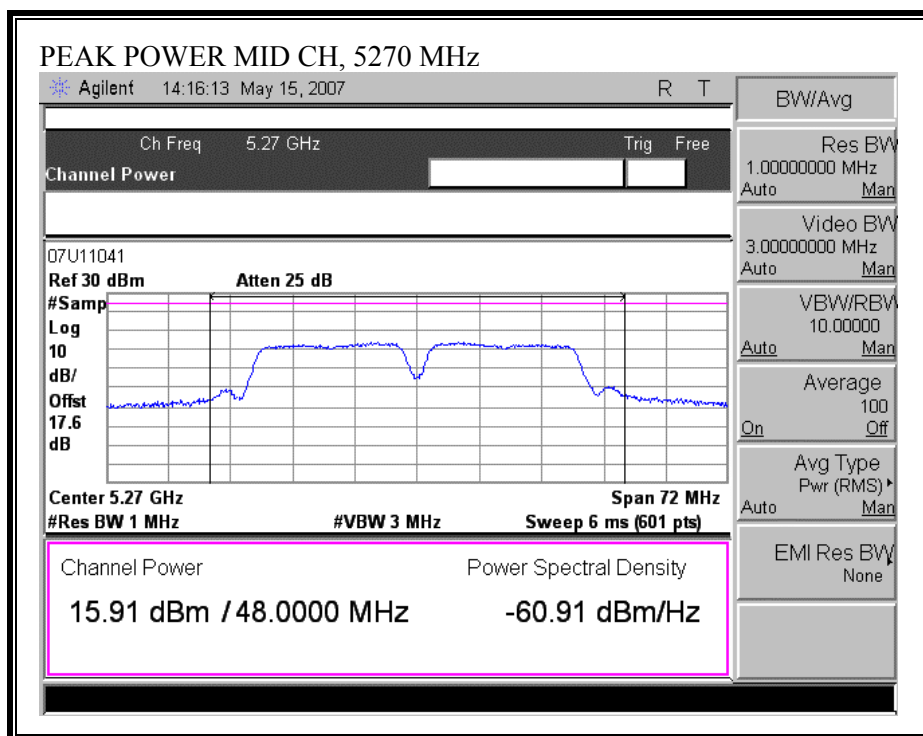 PEAK POWER MID CH, 5270 MHz
Agilent 14:16:13 May 15, 2007 R T
BW/Avg
Ch Freq 5.27 GHz Trig Free
Channel Power
Res BW
1.00000000 MHz
Auto Man
Video BW
3.00000000 MHz
Auto Man
07U11041
Ref 30 dBm Atten 25 dB
#Samp
Log
10
dB/
Offst
17.6
dB
VBW/RBW
10.00000
Auto Man
Average
100
On Off
Avg Type
Pwr (RMS)
Auto Man
Center 5.27 GHz Span 72 MHz
#Res BW 1 MHz #VBW 3 MHz Sweep 6 ms (601 pts)
EMI Res BW
None
Channel Power Power Spectral Density
15.91 dBm / 48.0000 MHz -60.91 dBm/Hz